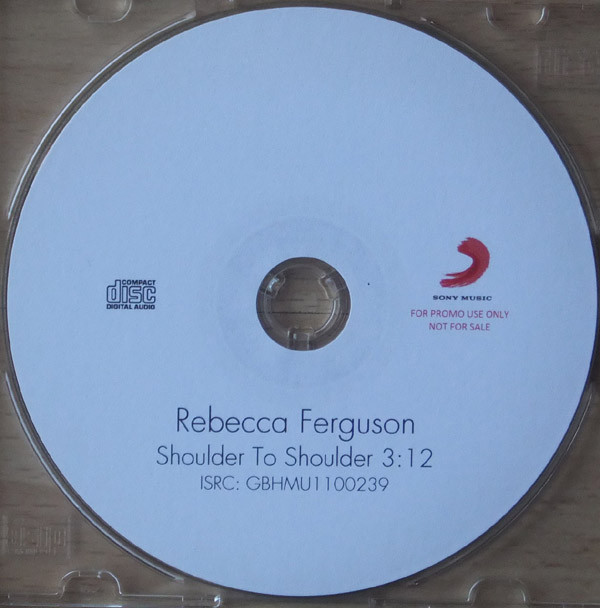 COMPACT
disc
DIGITAL AUDIO
SONY MUSIC
FOR PROMO USE ONLY
NOT FOR SALE
Rebecca Ferguson
Shoulder To Shoulder 3:12
ISRC: GBHMU1100239